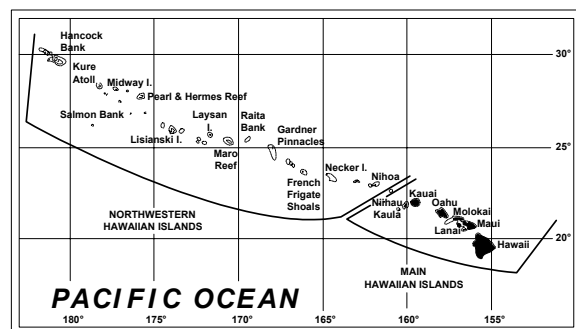 Hancock
Bank
Kure
Atoll
Midway I.
Pearl & Hermes Reef
Salmon Bank
Lisianski I.
Laysan
I.
Maro
Reef
Raita
Bank
Gardner
Pinnacles
French
Frigate
Shoals
Necker I.
Nihoa
Nihau
Kaula
Kauai
Oahu
Molokai
Lanai
Maui
Hawaii
NORTHWESTERN
HAWAIIAN ISLANDS
MAIN
HAWAIIAN ISLANDS
PACIFIC OCEAN
30°
25°
20°
180°
175°
170°
165°
160°
155°